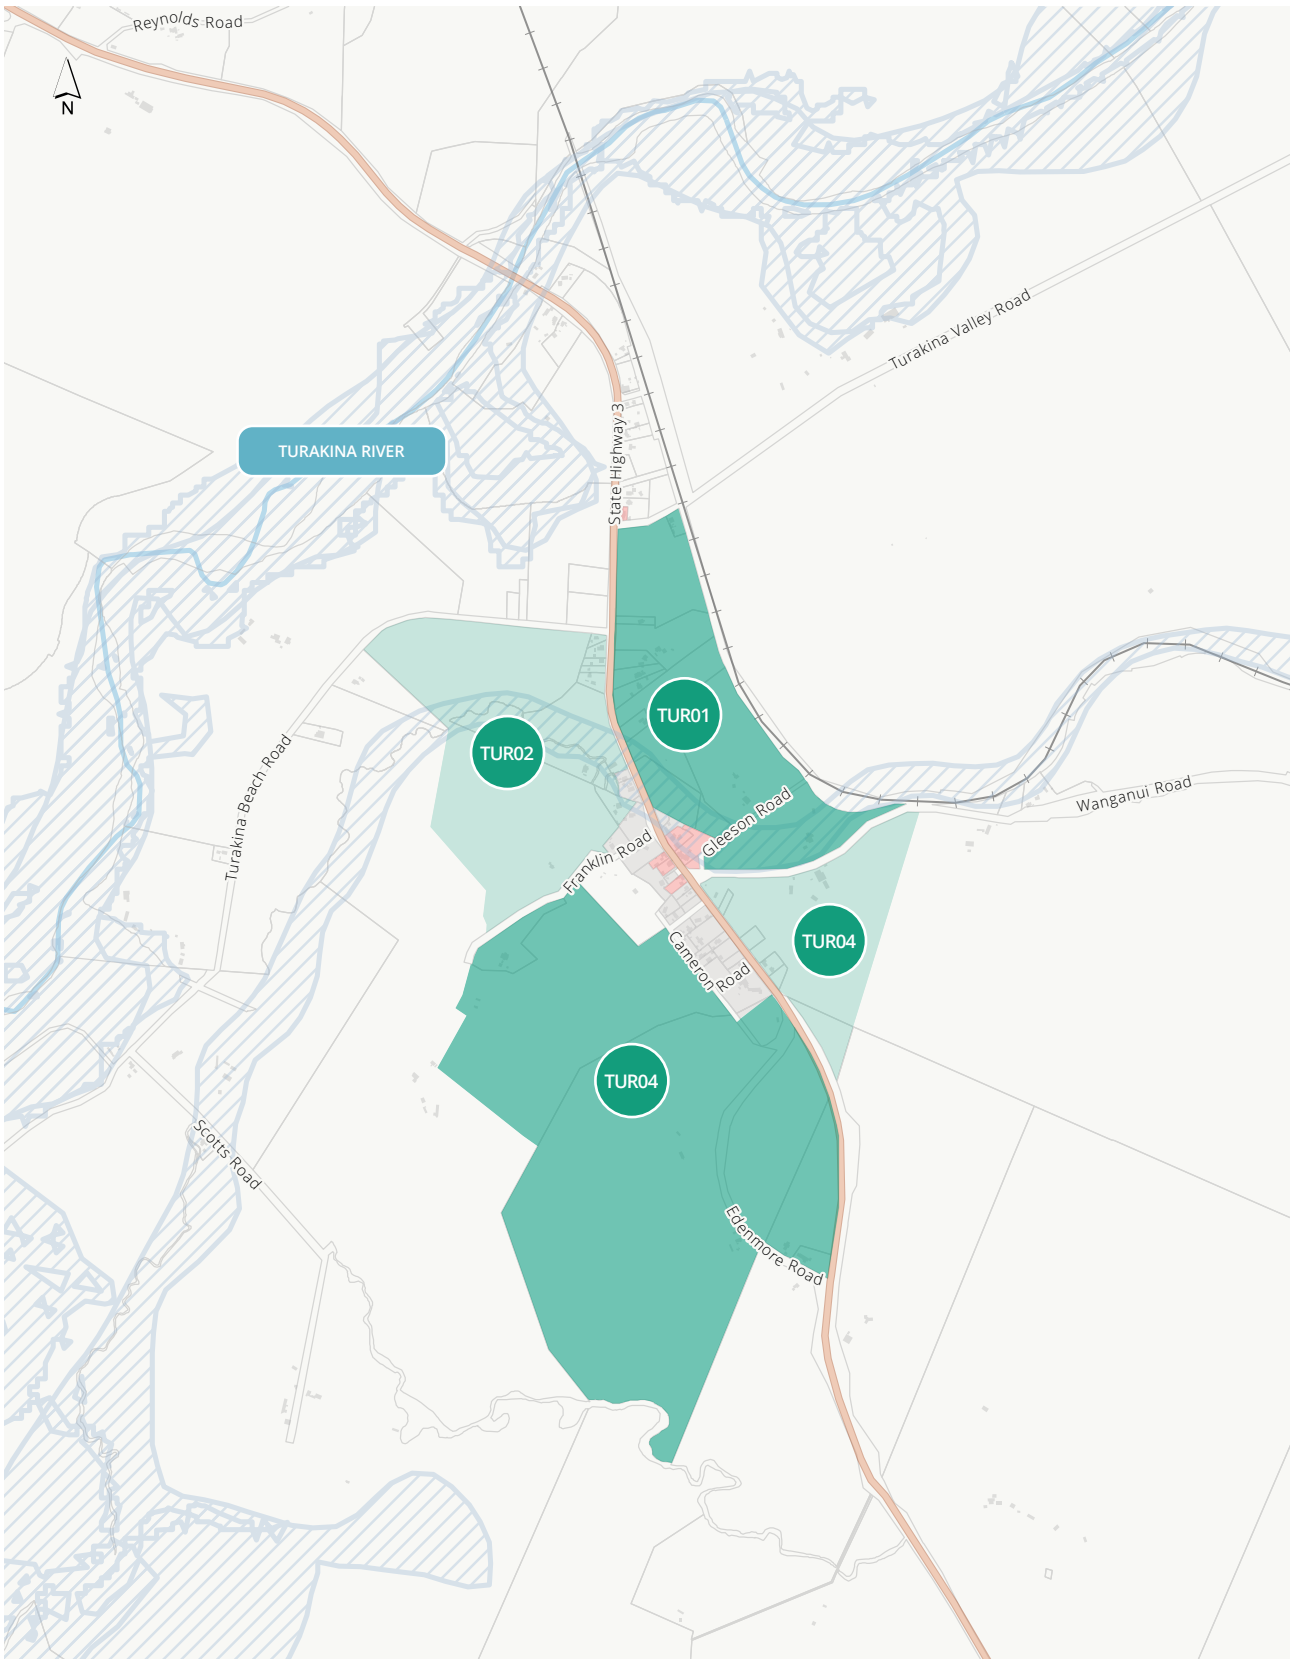 Reynolds Road
N
Turakina Valley Road
State Highway 3
TURAKINA RIVER
TUR01
TUR02
Turakina Beach Road
Wanganui Road
Gleeson Road
Franklin Road
TUR04
Cameron Road
TUR04
Scotts Road
Edenmore Road